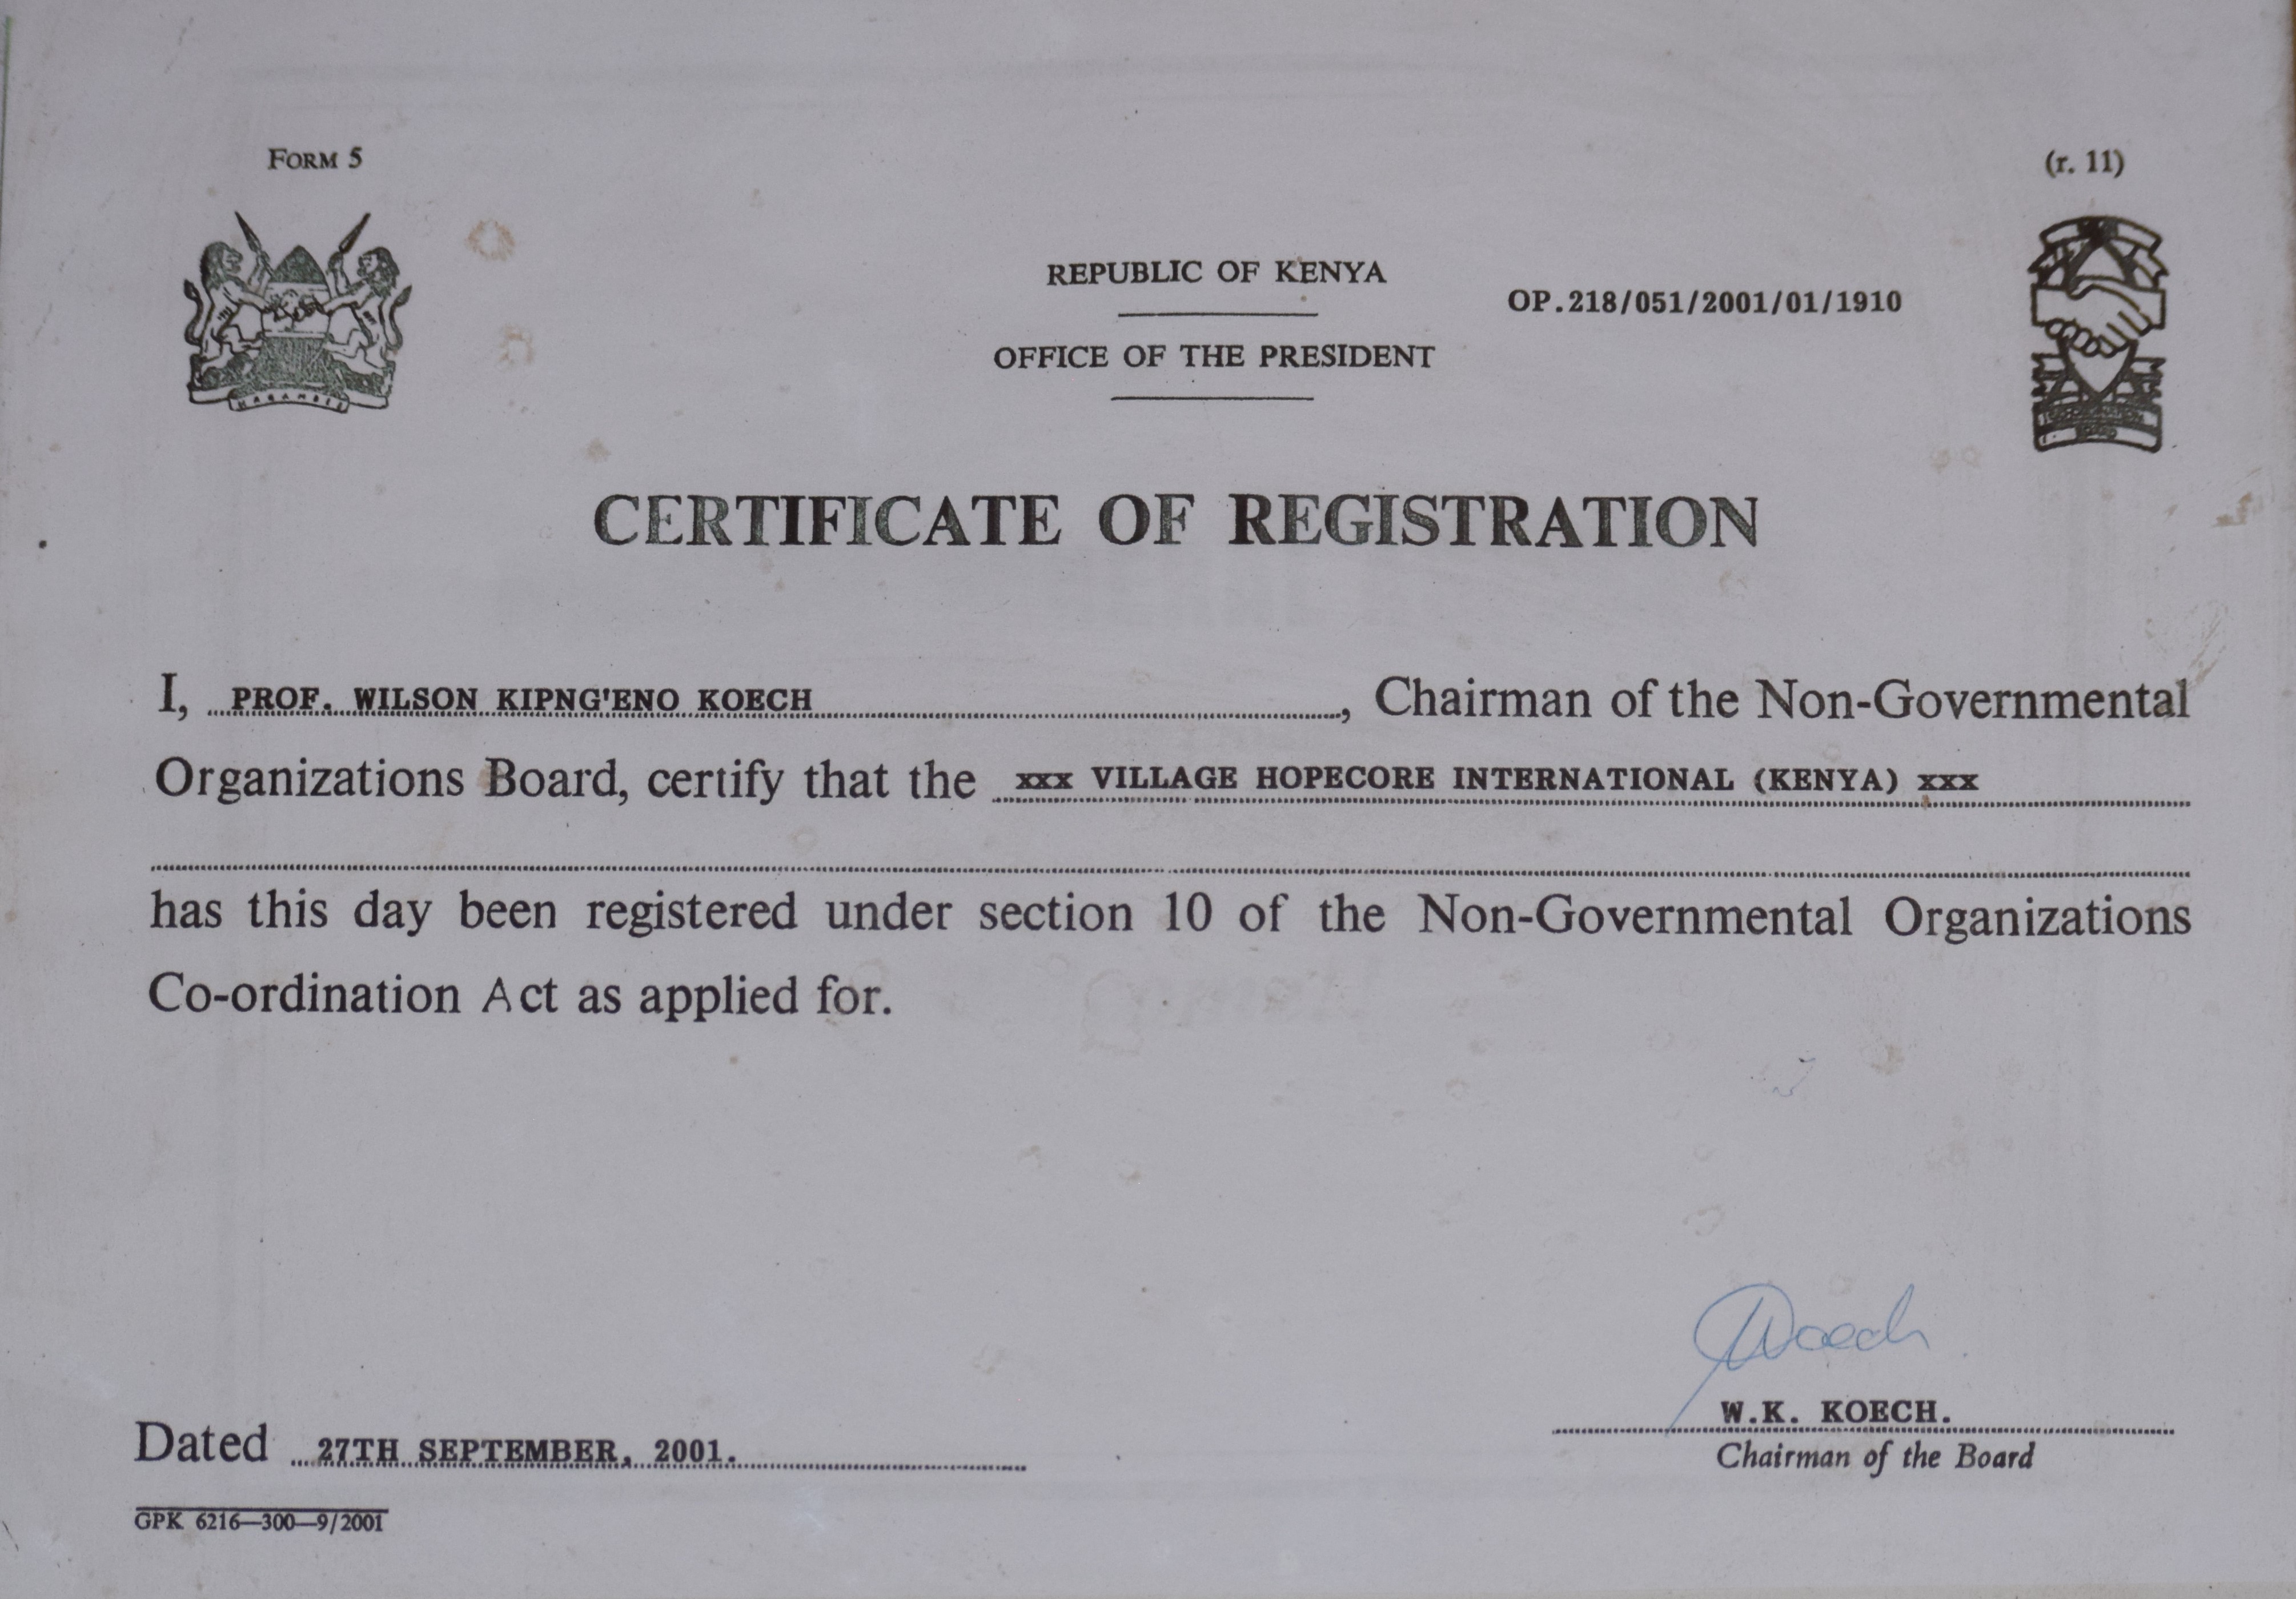 FORM 5
(r. 11)
REPUBLIC OF KENYA
OP.218/051/2001/01/1910
OFFICE OF THE PRESIDENT
HARAMBEE
CERTIFICATE OF REGISTRATION
I, PROF. WILSON KIPNG'ENO KOECH, Chairman of the Non-Governmental
Organizations Board, certify that the xxx VILLAGE HOPECORE INTERNATIONAL (KENYA) xxx
has this day been registered under section 10 of the Non-Governmental Organizations
Co-ordination Act as applied for.
W.K. KOECH.
Dated 27TH SEPTEMBER, 2001.
Chairman of the Board
GPK 6216—300—9/2001